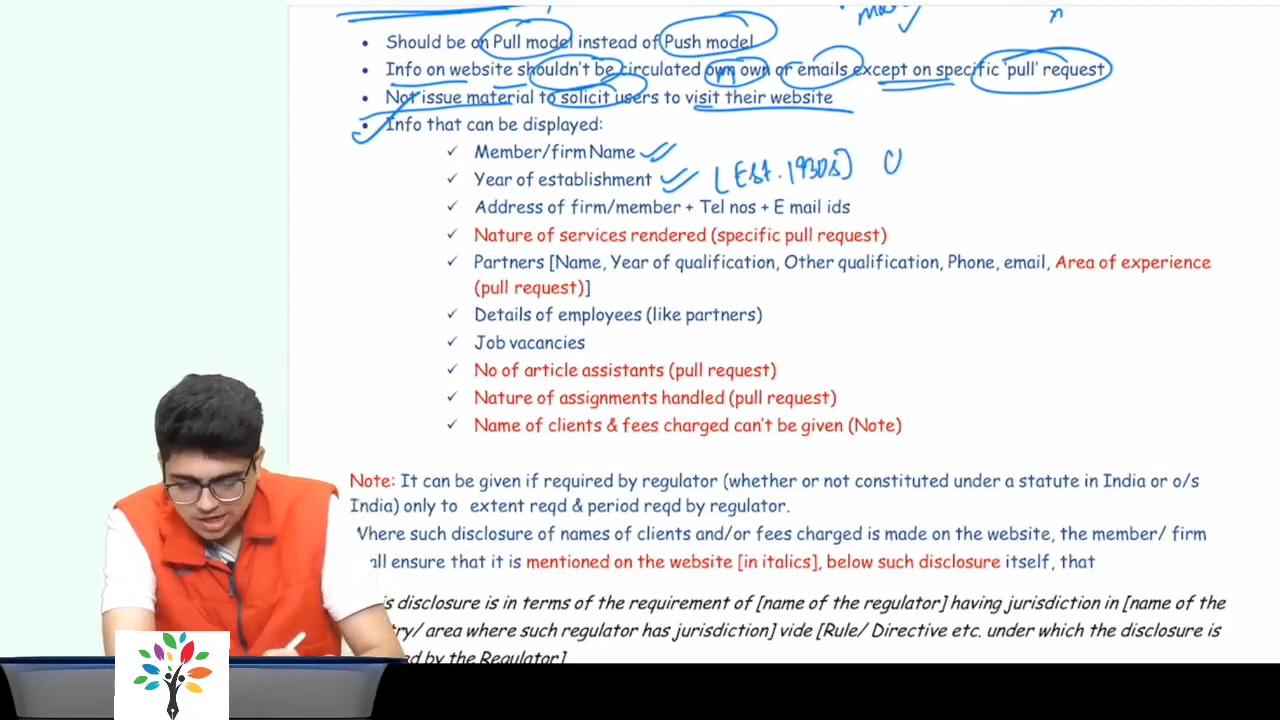 • Should be on Pull model instead of Push model
• Info on website shouldn't be circulated own own or emails except on specific 'pull' request
• Not issue material to solicit users to visit their website
• Info that can be displayed:
✓ Member/firm Name
✓ Year of establishment [Est. 1930s]
✓ Address of firm/member + Tel nos + E mail ids
✓ Nature of services rendered (specific pull request)
✓ Partners [Name, Year of qualification, Other qualification, Phone, email, Area of experience
(pull request)]
✓ Details of employees (like partners)
✓ Job vacancies
✓ No of article assistants (pull request)
✓ Nature of assignments handled (pull request)
✓ Name of clients & fees charged can't be given (Note)
Note: It can be given if required by regulator (whether or not constituted under a statute in India or o/s
India) only to extent reqd & period reqd by regulator.
Where such disclosure of names of clients and/or fees charged is made on the website, the member/ firm
all ensure that it is mentioned on the website [in italics], below such disclosure itself, that
is disclosure is in terms of the requirement of [name of the regulator] having jurisdiction in [name of the
try/ area where such regulator has jurisdiction] vide [Rule/ Directive etc. under which the disclosure is
ed by the Regulator]